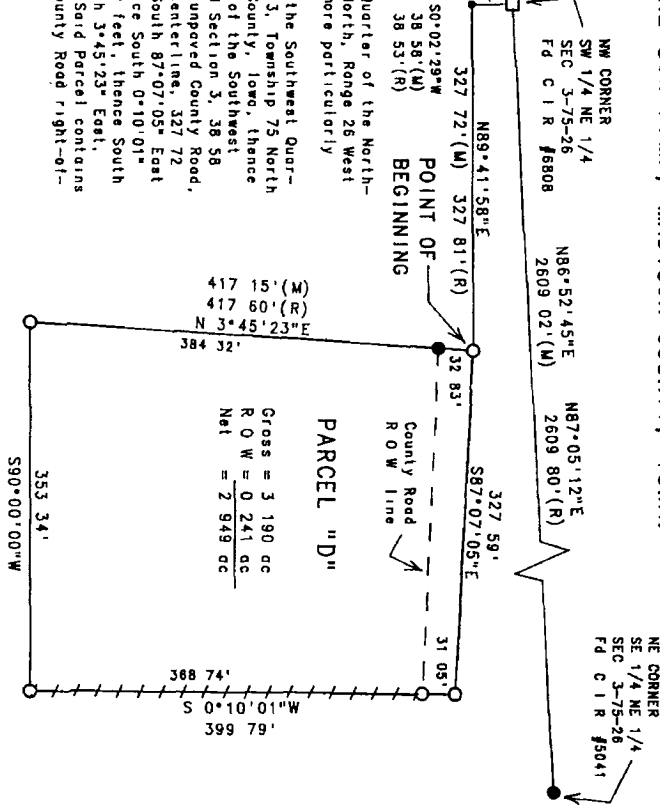 NW CORNER
SW 1/4 NE 1/4
SEC 3-75-26
Fd C I R #6808
NE CORNER
SE 1/4 NE 1/4
SEC 3-75-26
Fd C I R #5041
N86°52'45"E
2609 02'(M)
N87°05'12"E
2609 80'(R)
S0°02'29"W
38 58'(M)
38 53'(R)
N89°41'58"E
327 72'(M) 327 81'(R)
POINT OF
BEGINNING
327 59'
S87°07'05"E
32 83'
31 05'
County Road
R O W line
417 15'(M)
417 60'(R)
N 3°45'23"E
384 32'
PARCEL "D"
Gross = 3 190 ac
R O W = 0 241 ac
Net = 2 949 ac
368 74'
S 0°10'01"W
399 79'
353 34'
S90°00'00"W
Quarter of the North-
North, Range 26 West
more particularly
the Southwest Quar-
3, Township 75 North
County, Iowa, thence
of the Southwest
Section 3, 38 58
unpaved County Road,
centerline, 327 72
South 87°07'05" East
ce South 0°10'01"
feet, thence South
h 3°45'23" East,
Said Parcel contains
unty Road right-of-